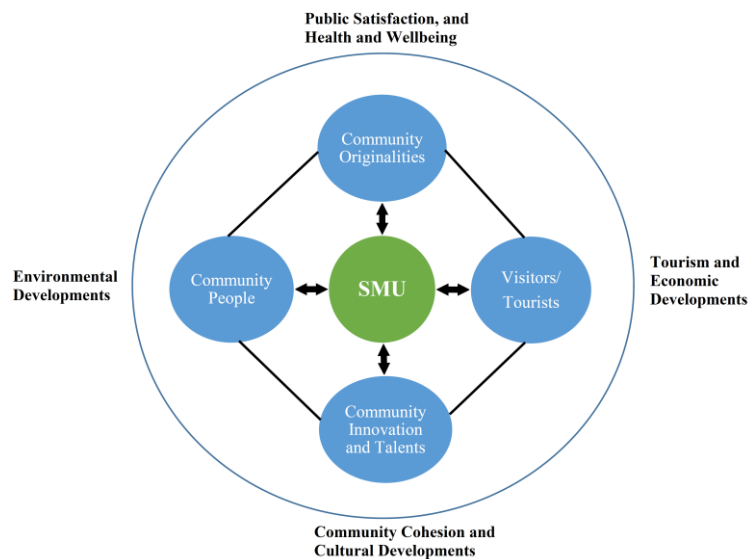 Public Satisfaction, and
Health and Wellbeing
Community
Originalities
Environmental
Developments
Community
People
SMU
Visitors/
Tourists
Tourism and
Economic
Developments
Community
Innovation
and Talents
Community Cohesion and
Cultural Developments